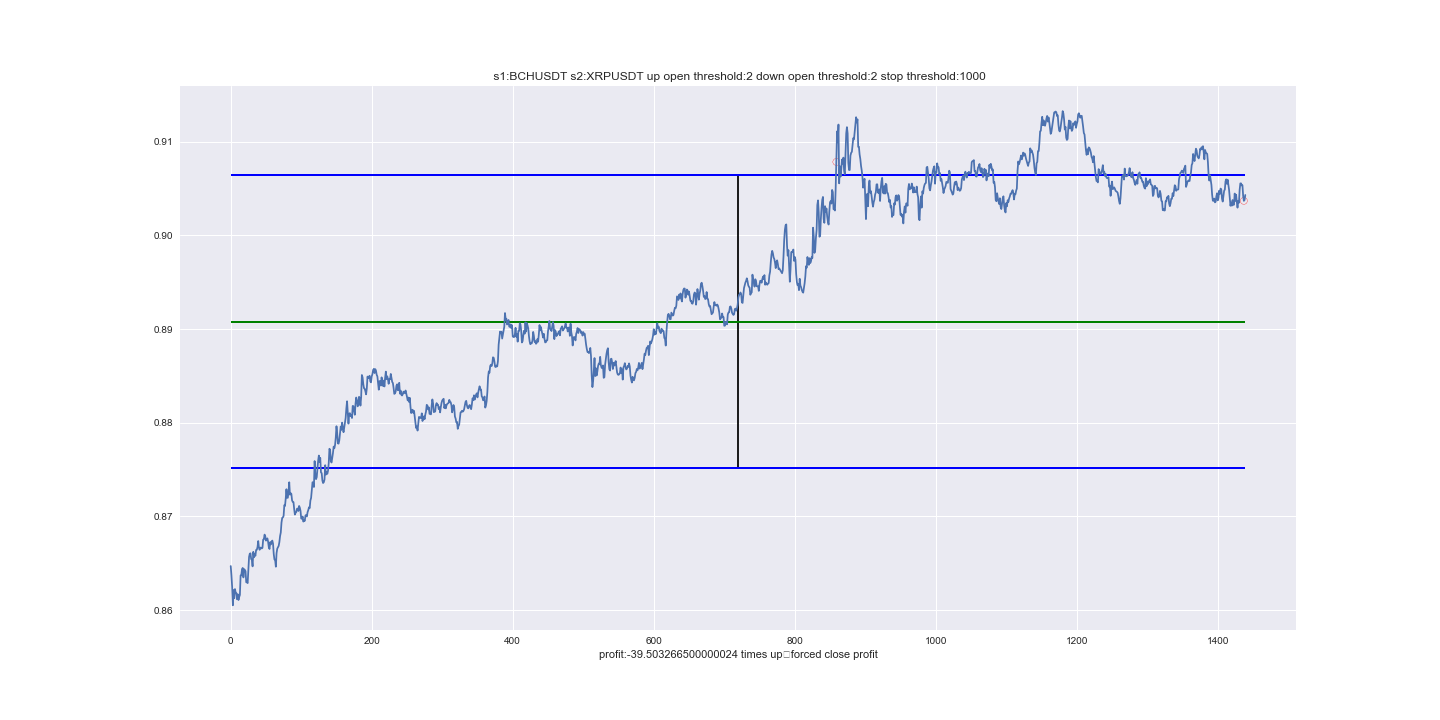 s1:BCHUSDT s2:XRPUSDT up open threshold:2 down open threshold:2 stop threshold:1000
0.91
0.90
0.89
0.88
0.87
0.86
0 200 400 600 800 1000 1200 1400
profit:-39.503266500000024 times up□forced close profit